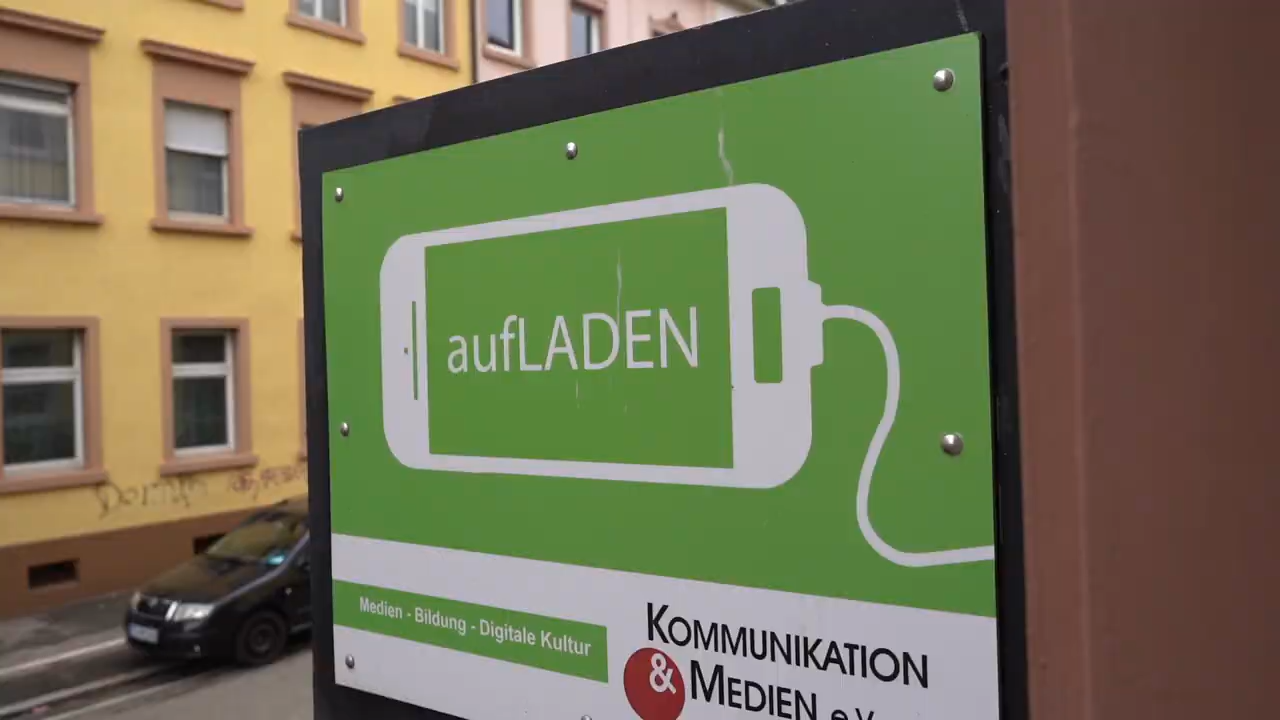 aufLADEN
Medien - Bildung - Digitale Kultur
KOMMUNIKATION
& MEDIEN e.V.